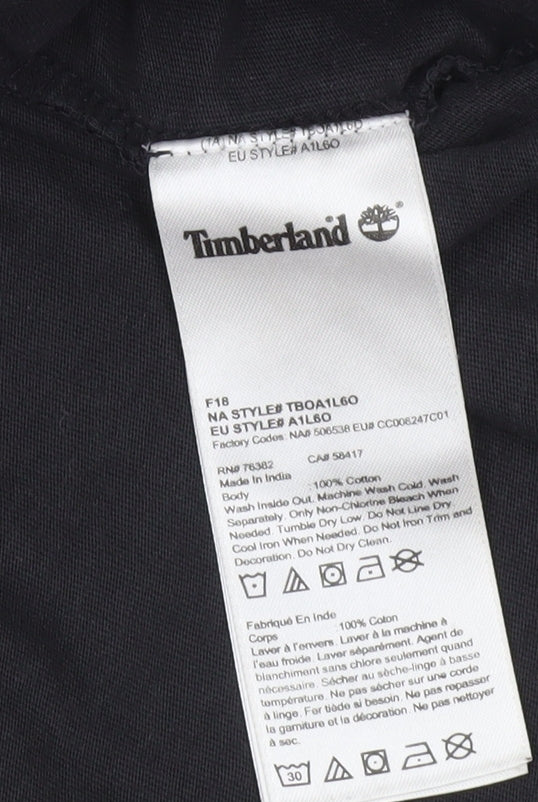 (1A) NA STYLE# TBOA1L6O
EU STYLE# A1L6O
Timberland®
®
F18
NA STYLE# TBOA1L6O
EU STYLE# A1L6O
Factory Codes: NA# 506538 EU# CC006247C01
RN# 76382 CA# 58417
Made In India
Body :100% Cotton
Wash Inside Out. Machine Wash Cold. Wash
Separately. Only Non-Chlorine Bleach When
Needed. Tumble Dry Low. Do Not Line Dry.
Cool Iron When Needed. Do Not Iron Trim and
Decoration. Do Not Dry Clean.
Fabriqué En Inde
Corps :100% Coton
Laver à l'envers. Laver à la machine à
l'eau froide. Laver séparément. Agent de
blanchiment sans chlore seulement quand
nécessaire. Sécher au sèche-linge à basse
température. Ne pas sécher sur une corde
à linge. Fer tiède si besoin. Ne pas repasser
la garniture et la décoration. Ne pas nettoyer
à sec.
30